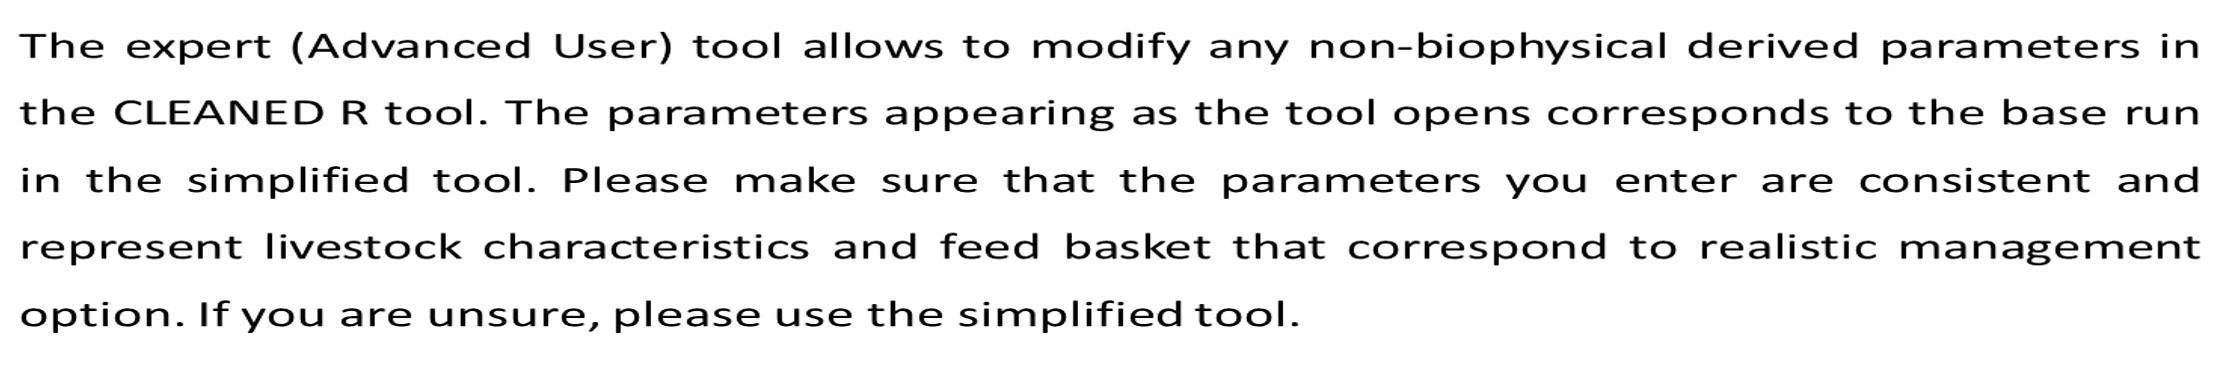 The expert (Advanced User) tool allows to modify any non-biophysical derived parameters in
the CLEANED R tool. The parameters appearing as the tool opens corresponds to the base run
in the simplified tool. Please make sure that the parameters you enter are consistent and
represent livestock characteristics and feed basket that correspond to realistic management
option. If you are unsure, please use the simplified tool.